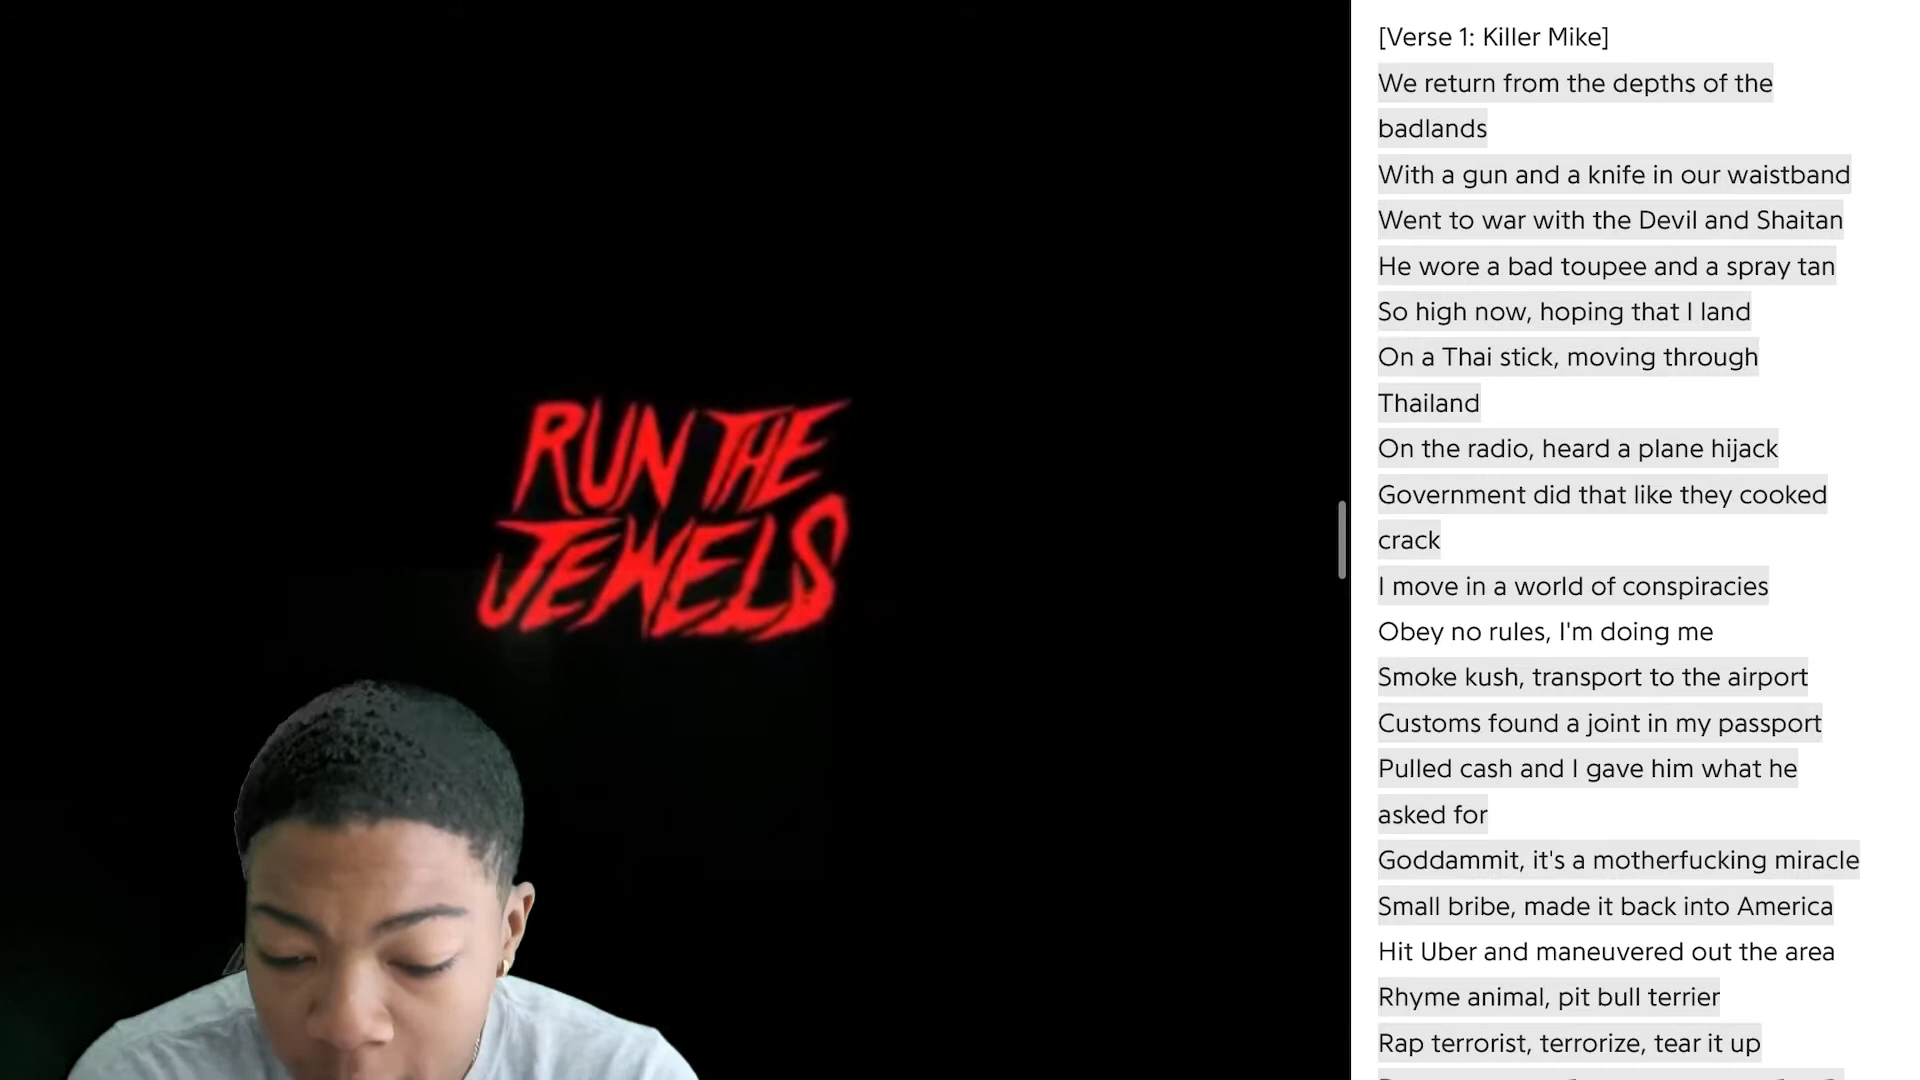 RUN THE
JEWELS
[Verse 1: Killer Mike]
We return from the depths of the
badlands
With a gun and a knife in our waistband
Went to war with the Devil and Shaitan
He wore a bad toupee and a spray tan
So high now, hoping that I land
On a Thai stick, moving through
Thailand
On the radio, heard a plane hijack
Government did that like they cooked
crack
I move in a world of conspiracies
Obey no rules, I'm doing me
Smoke kush, transport to the airport
Customs found a joint in my passport
Pulled cash and I gave him what he
asked for
Goddammit, it's a motherfucking miracle
Small bribe, made it back into America
Hit Uber and maneuvered out the area
Rhyme animal, pit bull terrier
Rap terrorist, terrorize, tear it up